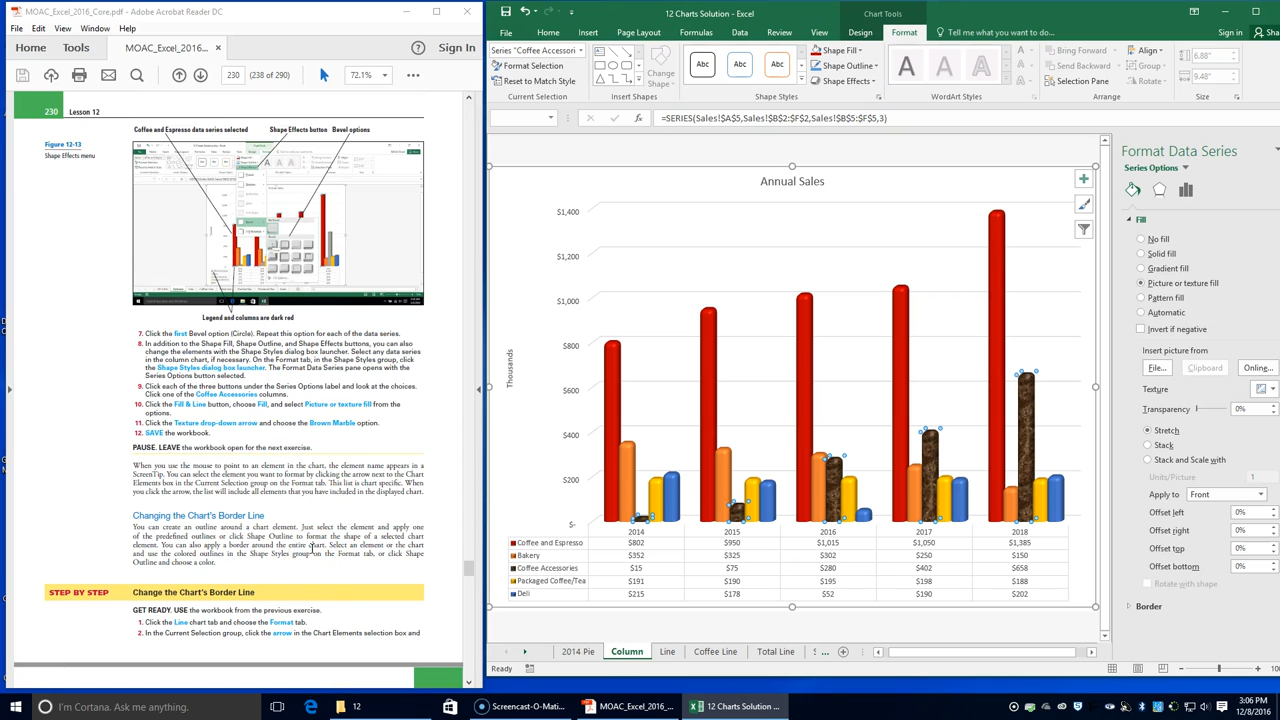 MOAC_Excel_2016_Core.pdf - Adobe Acrobat Reader DC
File Edit View Window Help
Home Tools MOAC_Excel_2016... × Sign In
230 (238 of 290) 72.1%
230 Lesson 12
Coffee and Espresso data series selected Shape Effects button Bevel options
Figure 12-13
Shape Effects menu
Legend and columns are dark red
7. Click the first Bevel option (Circle). Repeat this option for each of the data series.
8. In addition to the Shape Fill, Shape Outline, and Shape Effects buttons, you can also
change the elements with the Shape Styles dialog box launcher. Select any data series
in the column chart, if necessary. On the Format tab, in the Shape Styles group, click
the Shape Styles dialog box launcher. The Format Data Series pane opens with the
Series Options button selected.
9. Click each of the three buttons under the Series Options label and look at the choices.
Click one of the Coffee Accessories columns.
10. Click the Fill & Line button, choose Fill, and select Picture or texture fill from the
options.
11. Click the Texture drop-down arrow and choose the Brown Marble option.
12. SAVE the workbook.
PAUSE. LEAVE the workbook open for the next exercise.
When you use the mouse to point to an element in the chart, the element name appears in a
ScreenTip. You can select the element you want to format by clicking the arrow next to the Chart
Elements box in the Current Selection group on the Format tab. This list is chart specific. When
you click the arrow, the list will include all elements that you have included in the displayed chart.
Changing the Chart's Border Line
You can create an outline around a chart element. Just select the element and apply one
of the predefined outlines or click Shape Outline to format the shape of a selected chart
element. You can also apply a border around the entire chart. Select an element or the chart
and use the colored outlines in the Shape Styles group on the Format tab, or click Shape
Outline and choose a color.
STEP BY STEP Change the Chart's Border Line
GET READY. USE the workbook from the previous exercise.
1. Click the Line chart tab and choose the Format tab.
2. In the Current Selection group, click the arrow in the Chart Elements selection box and
12 Charts Solution - Excel Chart Tools
File Home Insert Page Layout Formulas Data Review View Design Format Tell me what you want to do... Sign in Sha
Series "Coffee Accessori
Format Selection
Reset to Match Style
Current Selection
Change
Shape
Insert Shapes
Abc Abc Abc
Shape Fill
Shape Outline
Shape Effects
Shape Styles
A A A
WordArt Styles
Bring Forward
Send Backward
Selection Pane
Align
Group
Rotate
Arrange
6.88"
9.48"
Size
fx =SERIES(Sales!$A$5,Sales!$B$2:$F$2,Sales!$B$5:$F$5,3)
Annual Sales
Thousands
$1,400
$1,200
$1,000
$800
$600
$400
$200
$-
2014 2015 2016 2017 2018
Coffee and Espresso $802 $950 $1,015 $1,050 $1,385
Bakery $352 $325 $302 $250 $150
Coffee Accessories $15 $75 $280 $402 $658
Packaged Coffee/Tea $191 $190 $195 $198 $188
Deli $215 $178 $52 $190 $202
Format Data Series
Series Options
Fill
No fill
Solid fill
Gradient fill
Picture or texture fill
Pattern fill
Automatic
Invert if negative
Insert picture from
File... Clipboard Online...
Texture
Transparency 0%
Stretch
Stack
Stack and Scale with
Units/Picture 1
Apply to Front
Offset left 0%
Offset right 0%
Offset top 0%
Offset bottom 0%
Rotate with shape
Border
2014 Pie Column Line Coffee Line Total Line S ...
Ready 100
I'm Cortana. Ask me anything. 12 Screencast-O-Mati... MOAC_Excel_2016_... 12 Charts Solution ... 3:06 PM
12/8/2016